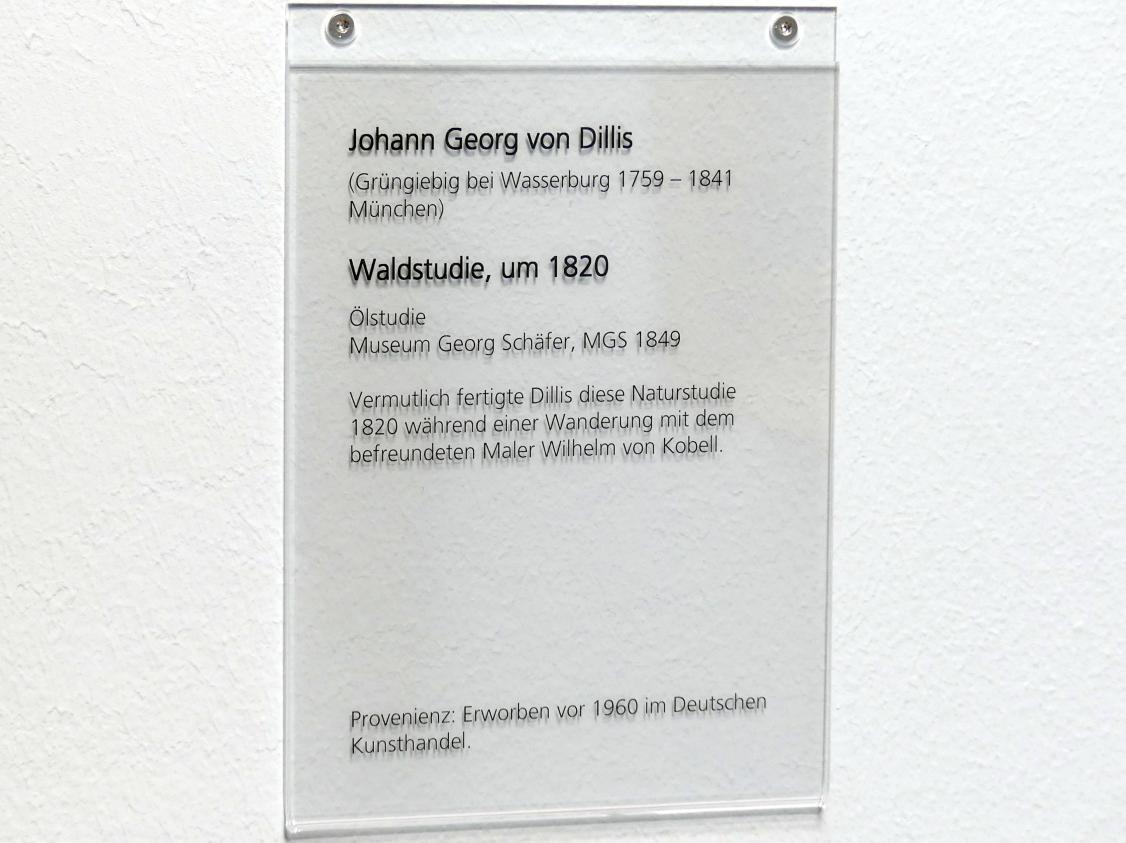 Johann Georg von Dillis
(Grüngiebig bei Wasserburg 1759 – 1841
München)
Waldstudie, um 1820
Ölstudie
Museum Georg Schäfer, MGS 1849
Vermutlich fertigte Dillis diese Naturstudie
1820 während einer Wanderung mit dem
befreundeten Maler Wilhelm von Kobell.
Provenienz: Erworben vor 1960 im Deutschen
Kunsthandel.